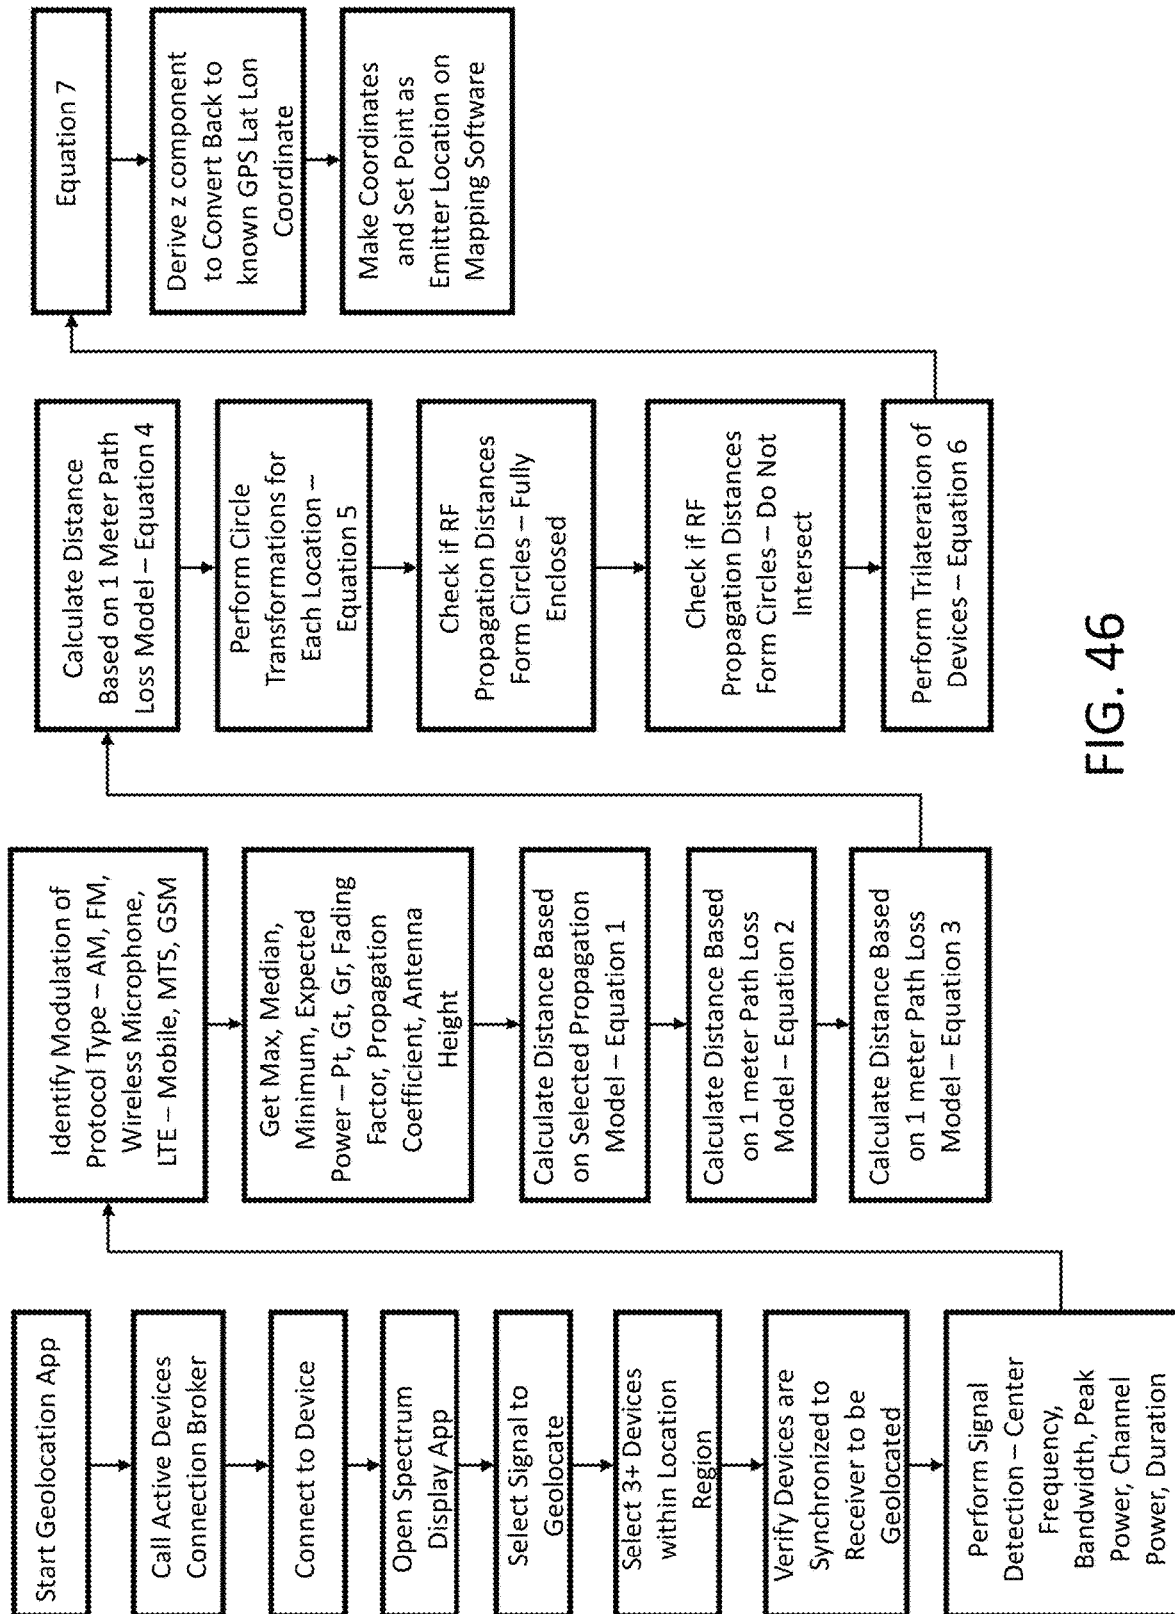 Start Geolocation App
Call Active Devices
Connection Broker
Connect to Device
Open Spectrum
Display App
Select Signal to
Geolocate
Select 3+ Devices
within Location
Region
Verify Devices are
Synchronized to
Receiver to be
Geolocated
Perform Signal
Detection – Center
Frequency,
Bandwidth, Peak
Power, Channel
Power, Duration
Identify Modulation of
Protocol Type – AM, FM,
Wireless Microphone,
LTE – Mobile, MTS, GSM
Get Max, Median,
Minimum, Expected
Power – Pt, Gt, Gr, Fading
Factor, Propagation
Coefficient, Antenna
Height
Calculate Distance Based
on Selected Propagation
Model – Equation 1
Calculate Distance Based
on 1 meter Path Loss
Model – Equation 2
Calculate Distance Based
on 1 meter Path Loss
Model – Equation 3
Calculate Distance
Based on 1 Meter Path
Loss Model – Equation 4
Perform Circle
Transformations for
Each Location –
Equation 5
Check if RF
Propagation Distances
Form Circles – Fully
Enclosed
Check if RF
Propagation Distances
Form Circles – Do Not
Intersect
Perform Trilateration of
Devices – Equation 6
Equation 7
Derive z component
to Convert Back to
known GPS Lat Lon
Coordinate
Make Coordinates
and Set Point as
Emitter Location on
Mapping Software
FIG. 46